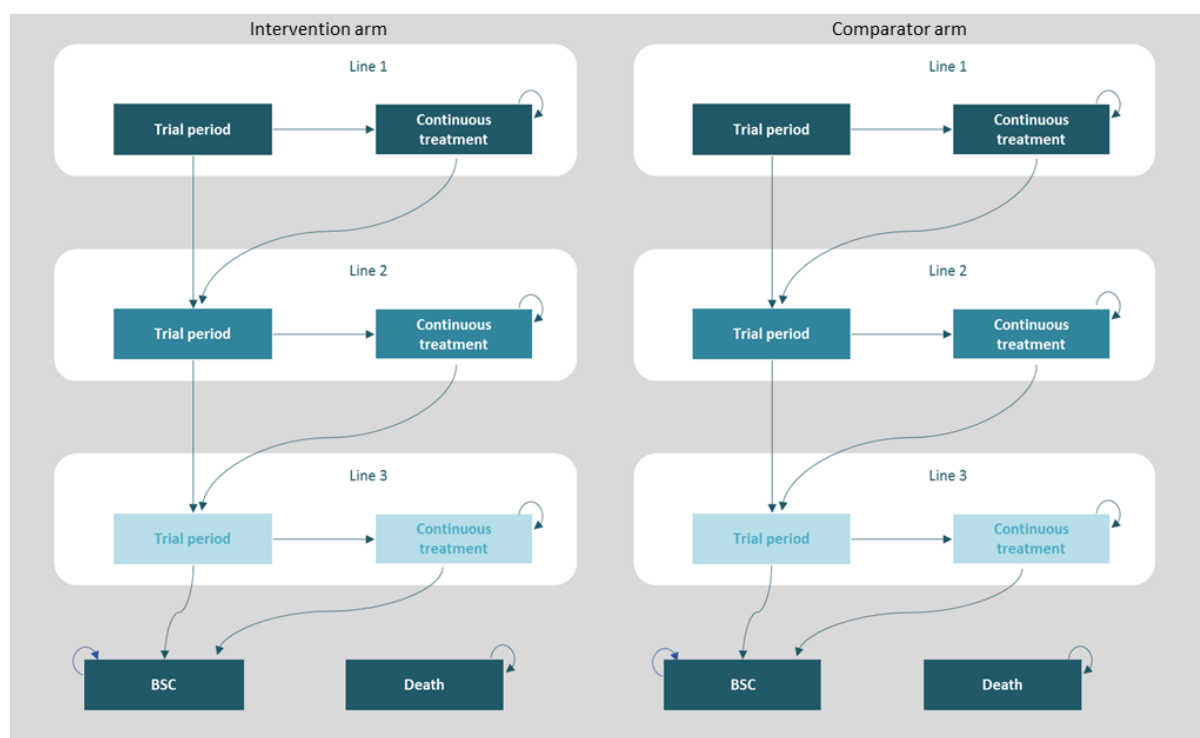 Intervention arm
Line 1
Trial period
Continuous
treatment
Line 2
Trial period
Continuous
treatment
Line 3
Trial period
Continuous
treatment
BSC
Death
Comparator arm
Line 1
Trial period
Continuous
treatment
Line 2
Trial period
Continuous
treatment
Line 3
Trial period
Continuous
treatment
BSC
Death